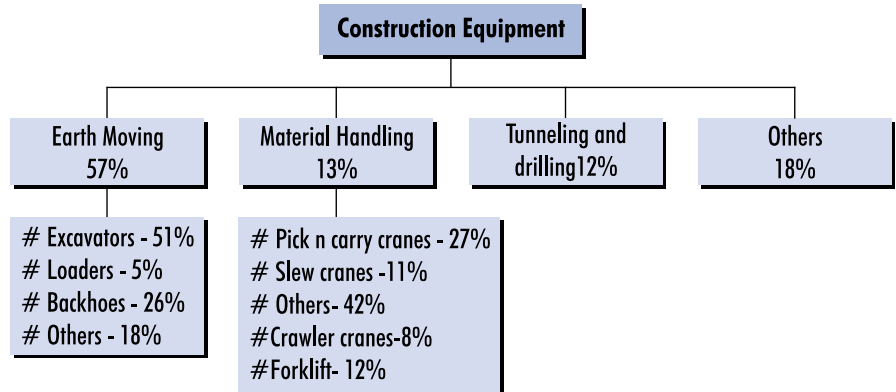 Construction Equipment
Earth Moving
57%
Material Handling
13%
Tunneling and
drilling12%
Others
18%
# Excavators - 51%
# Loaders - 5%
# Backhoes - 26%
# Others - 18%
# Pick n carry cranes - 27%
# Slew cranes -11%
# Others- 42%
#Crawler cranes-8%
#Forklift- 12%